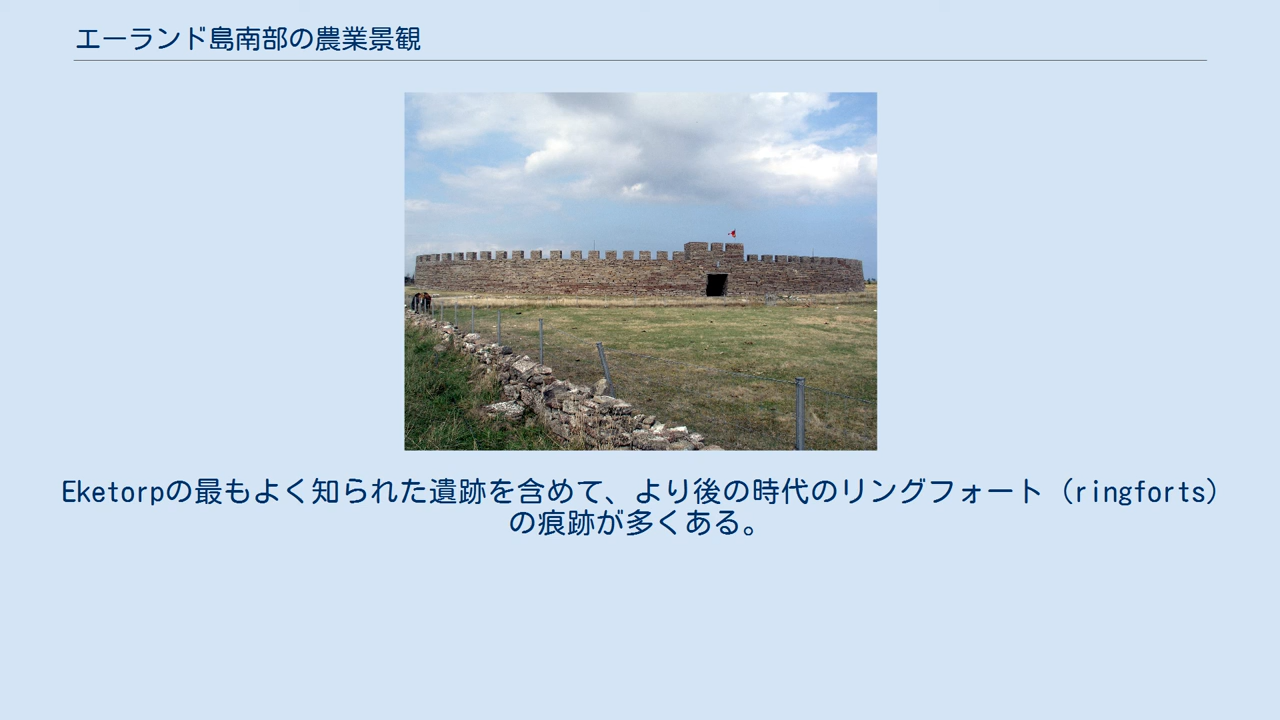 エーランド島南部の農業景観
Eketorpの最もよく知られた遺跡を含めて、より後の時代のリングフォート（ringforts）
の痕跡が多くある。